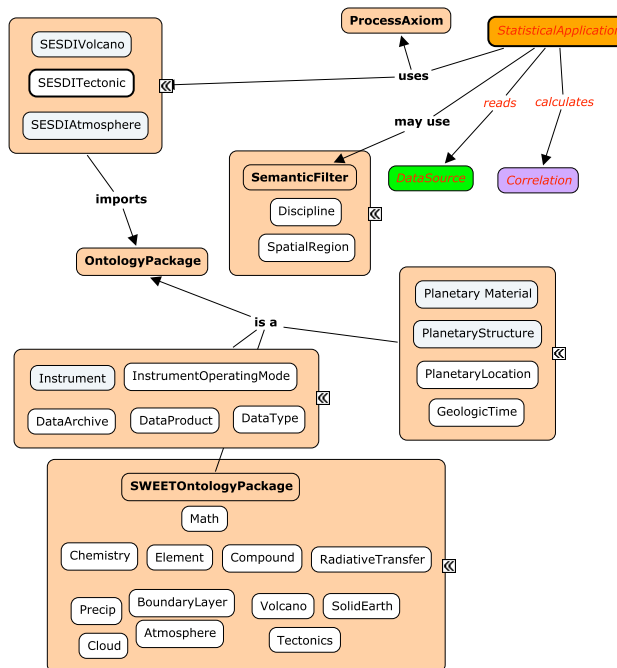 ProcessAxiom
StatisticalApplication
SESDIVolcano
SESDITectonic
SESDIAtmosphere
uses
reads
calculates
may use
SemanticFilter
Discipline
SpatialRegion
DataSource
Correlation
imports
OntologyPackage
is a
Planetary Material
PlanetaryStructure
PlanetaryLocation
GeologicTime
Instrument
InstrumentOperatingMode
DataArchive
DataProduct
DataType
SWEETOntologyPackage
Math
Chemistry
Element
Compound
RadiativeTransfer
Precip
BoundaryLayer
Volcano
SolidEarth
Cloud
Atmosphere
Tectonics